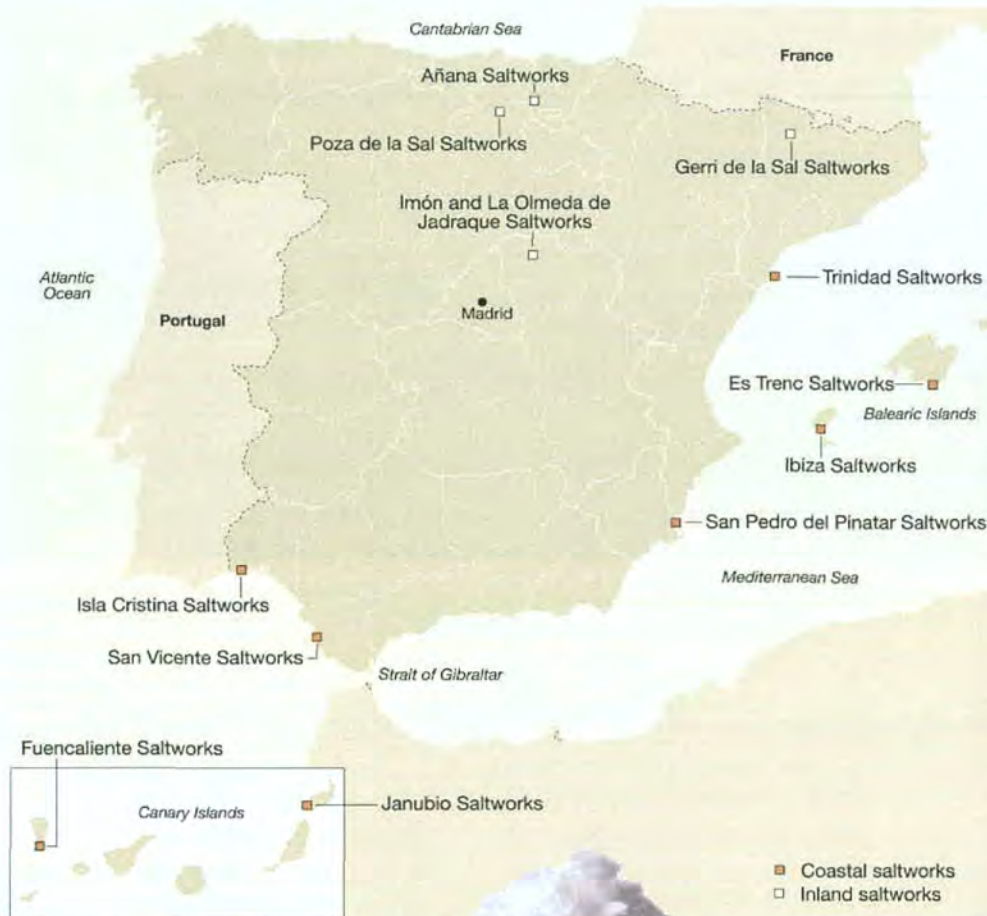 Cantabrian Sea
France
Añana Saltworks
Poza de la Sal Saltworks
Gerri de la Sal Saltworks
Imón and La Olmeda de
Jadraque Saltworks
Atlantic
Ocean
Trinidad Saltworks
Madrid
Portugal
Es Trenc Saltworks
Balearic Islands
Ibiza Saltworks
San Pedro del Pinatar Saltworks
Mediterranean Sea
Isla Cristina Saltworks
San Vicente Saltworks
Strait of Gibraltar
Fuencaliente Saltworks
Canary Islands
Janubio Saltworks
Coastal saltworks
Inland saltworks